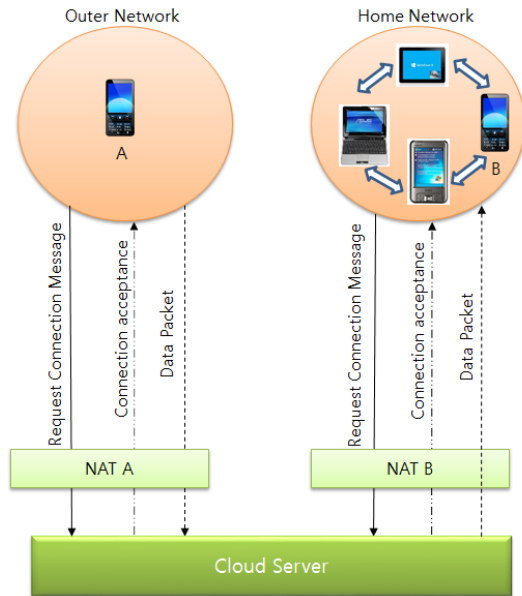 Outer Network
Home Network
A
B
Request Connection Message
Connection acceptance
Data Packet
Request Connection Message
Connection acceptance
Data Packet
NAT A
NAT B
Cloud Server